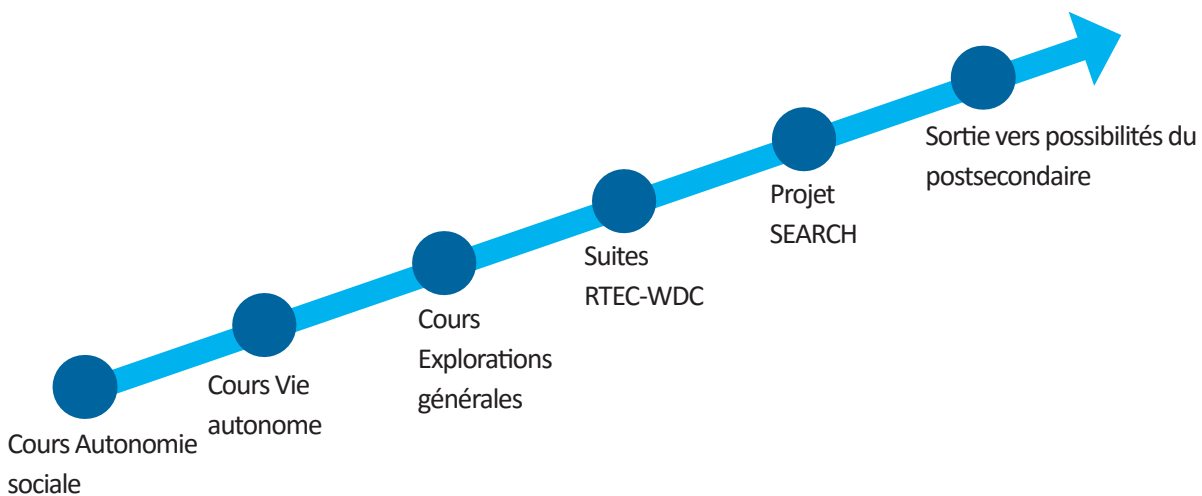 Cours Autonomie
sociale
Cours Vie
autonome
Cours
Explorations
générales
Suites
RTEC-WDC
Projet
SEARCH
Sortie vers possibilités du
postsecondaire